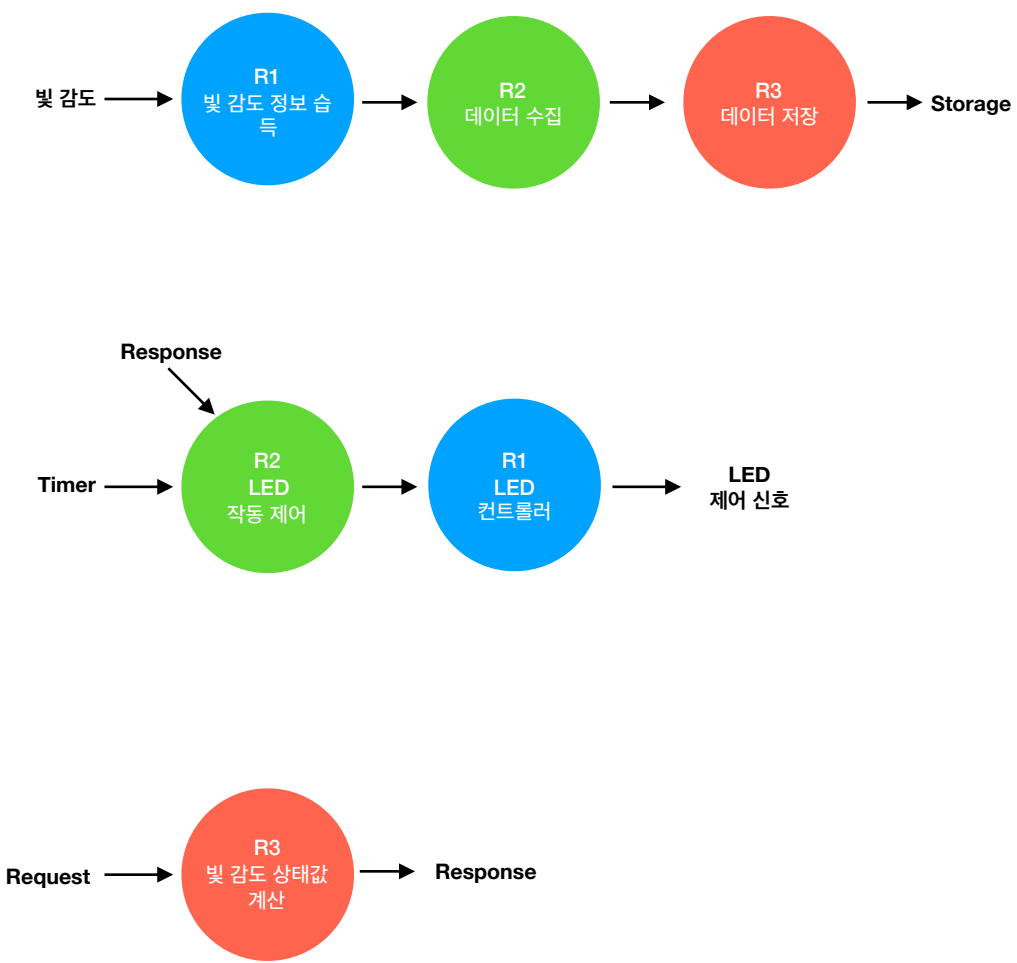 빛 감도
R1
빛 감도 정보 습
득
R2
데이터 수집
R3
데이터 저장
Storage
Response
Timer
R2
LED
작동 제어
R1
LED
컨트롤러
LED
제어 신호
Request
R3
빛 감도 상태값
계산
Response